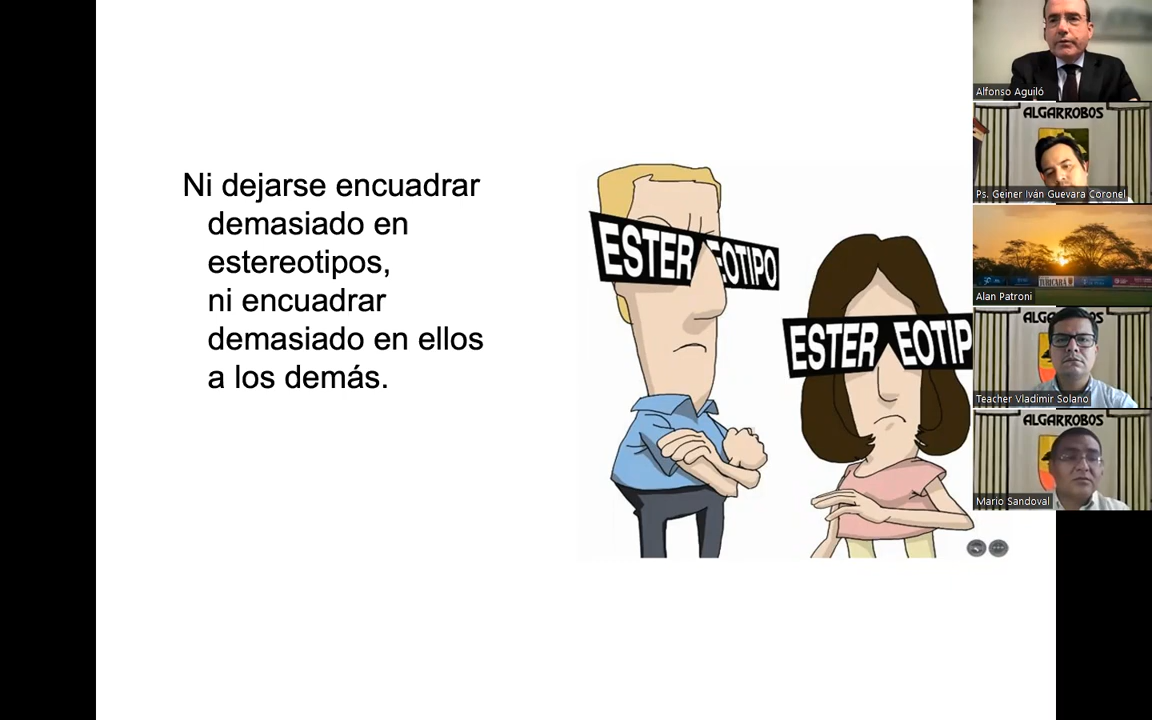 Ni dejarse encuadrar
demasiado en
estereotipos,
ni encuadrar
demasiado en ellos
a los demás.
ESTER EOTIPO
ESTER EOTIP
Alfonso Aguiló
ALGARROBOS
Ps. Geiner Iván Guevara Coronel
Alan Patroni
Teacher Vladimir Solano
ALGARROBOS
Mario Sandoval